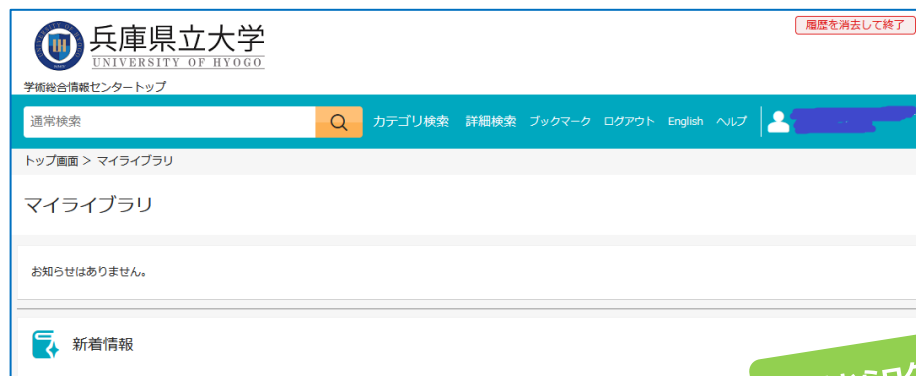 兵庫県立大学
UNIVERSITY OF HYOGO
履歴を消去して終了
学術総合情報センタートップ
通常検索 カテゴリ検索 詳細検索 ブックマーク ログアウト English ヘルプ
トップ画面 > マイライブラリ
マイライブラリ
お知らせはありません。
新着情報